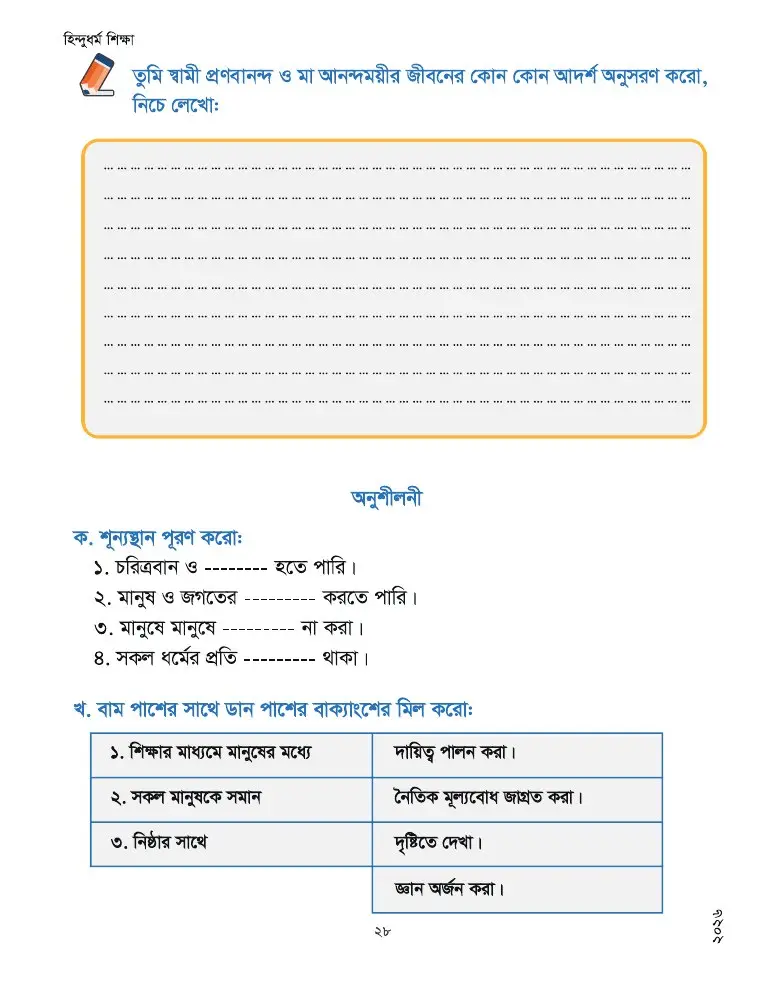 হিন্দুধর্ম শিক্ষা
তুমি স্বামী প্রণবানন্দ ও মা আনন্দময়ীর জীবনের কোন কোন আদর্শ অনুসরণ করো,
নিচে লেখো:
... ... ... ... ... ... ... ... ... ... ... ... ... ... ... ... ... ... ... ... ... ... ... ... ... ... ... ... ... ... ... ... ... ... ... ... ... ... ... ... ... ... ... ...
... ... ... ... ... ... ... ... ... ... ... ... ... ... ... ... ... ... ... ... ... ... ... ... ... ... ... ... ... ... ... ... ... ... ... ... ... ... ... ... ... ... ... ...
... ... ... ... ... ... ... ... ... ... ... ... ... ... ... ... ... ... ... ... ... ... ... ... ... ... ... ... ... ... ... ... ... ... ... ... ... ... ... ... ... ... ... ...
... ... ... ... ... ... ... ... ... ... ... ... ... ... ... ... ... ... ... ... ... ... ... ... ... ... ... ... ... ... ... ... ... ... ... ... ... ... ... ... ... ... ... ...
... ... ... ... ... ... ... ... ... ... ... ... ... ... ... ... ... ... ... ... ... ... ... ... ... ... ... ... ... ... ... ... ... ... ... ... ... ... ... ... ... ... ... ...
... ... ... ... ... ... ... ... ... ... ... ... ... ... ... ... ... ... ... ... ... ... ... ... ... ... ... ... ... ... ... ... ... ... ... ... ... ... ... ... ... ... ... ...
... ... ... ... ... ... ... ... ... ... ... ... ... ... ... ... ... ... ... ... ... ... ... ... ... ... ... ... ... ... ... ... ... ... ... ... ... ... ... ... ... ... ... ...
... ... ... ... ... ... ... ... ... ... ... ... ... ... ... ... ... ... ... ... ... ... ... ... ... ... ... ... ... ... ... ... ... ... ... ... ... ... ... ... ... ... ... ...
... ... ... ... ... ... ... ... ... ... ... ... ... ... ... ... ... ... ... ... ... ... ... ... ... ... ... ... ... ... ... ... ... ... ... ... ... ... ... ... ... ... ... ...
অনুশীলনী
ক. শূন্যস্থান পূরণ করো:
১. চরিত্রবান ও -------- হতে পারি।
২. মানুষ ও জগতের --------- করতে পারি।
৩. মানুষে মানুষে --------- না করা।
৪. সকল ধর্মের প্রতি --------- থাকা।
খ. বাম পাশের সাথে ডান পাশের বাক্যাংশের মিল করো:
১. শিক্ষার মাধ্যমে মানুষের মধ্যে দায়িত্ব পালন করা।
২. সকল মানুষকে সমান নৈতিক মূল্যবোধ জাগ্রত করা।
৩. নিষ্ঠার সাথে দৃষ্টিতে দেখা।
জ্ঞান অর্জন করা।
২৮
২০২৬